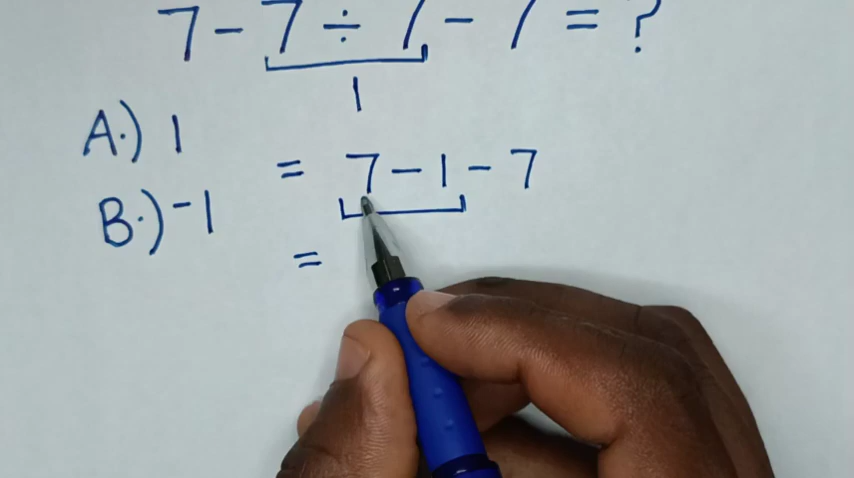 7 - 7 ÷ 7 - 7 = ?
1
A.) 1
= 7 - 1 - 7
B.) -1
=